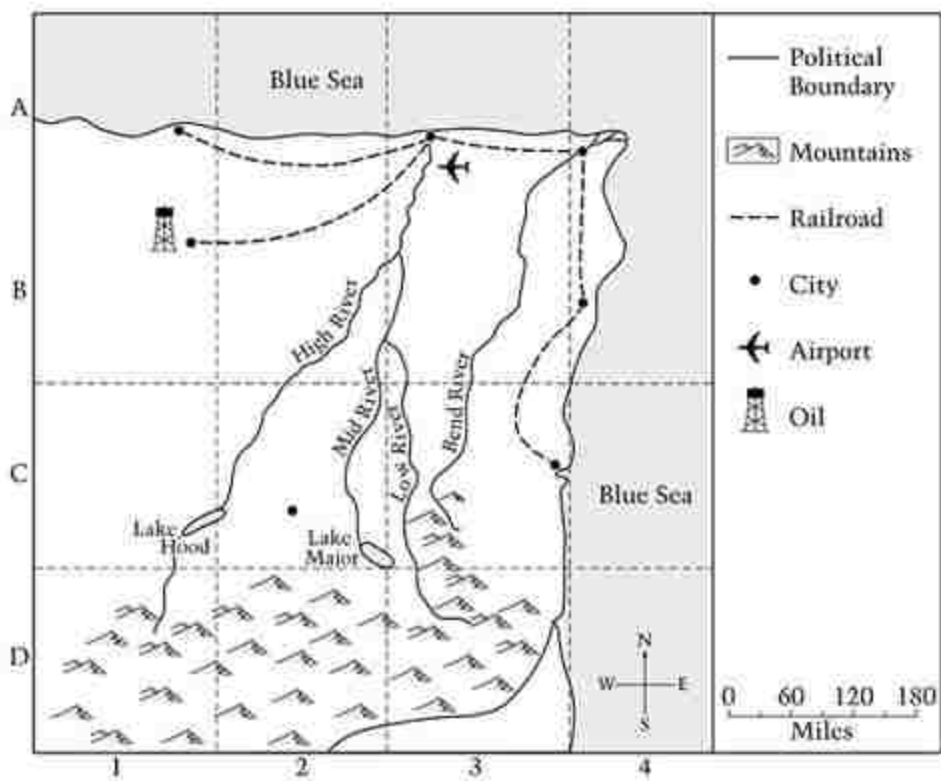 Blue Sea
A
B
C
D
High River
Mid River
Low River
Bend River
Blue Sea
Lake
Hood
Lake
Major
N
W
E
S
1
2
3
4
Political
Boundary
Mountains
Railroad
City
Airport
Oil
0 60 120 180
Miles